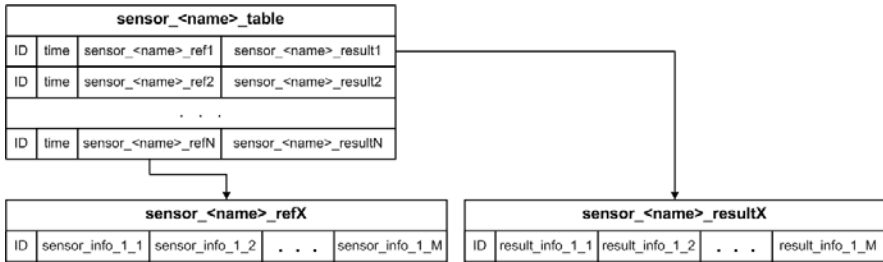 sensor_<name>_table
ID time sensor_<name>_ref1 sensor_<name>_result1
ID time sensor_<name>_ref2 sensor_<name>_result2
. . .
ID time sensor_<name>_refN sensor_<name>_resultN
sensor_<name>_refX
ID sensor_info_1_1 sensor_info_1_2 . . . sensor_info_1_M
sensor_<name>_resultX
ID result_info_1_1 result_info_1_2 . . . result_info_1_M